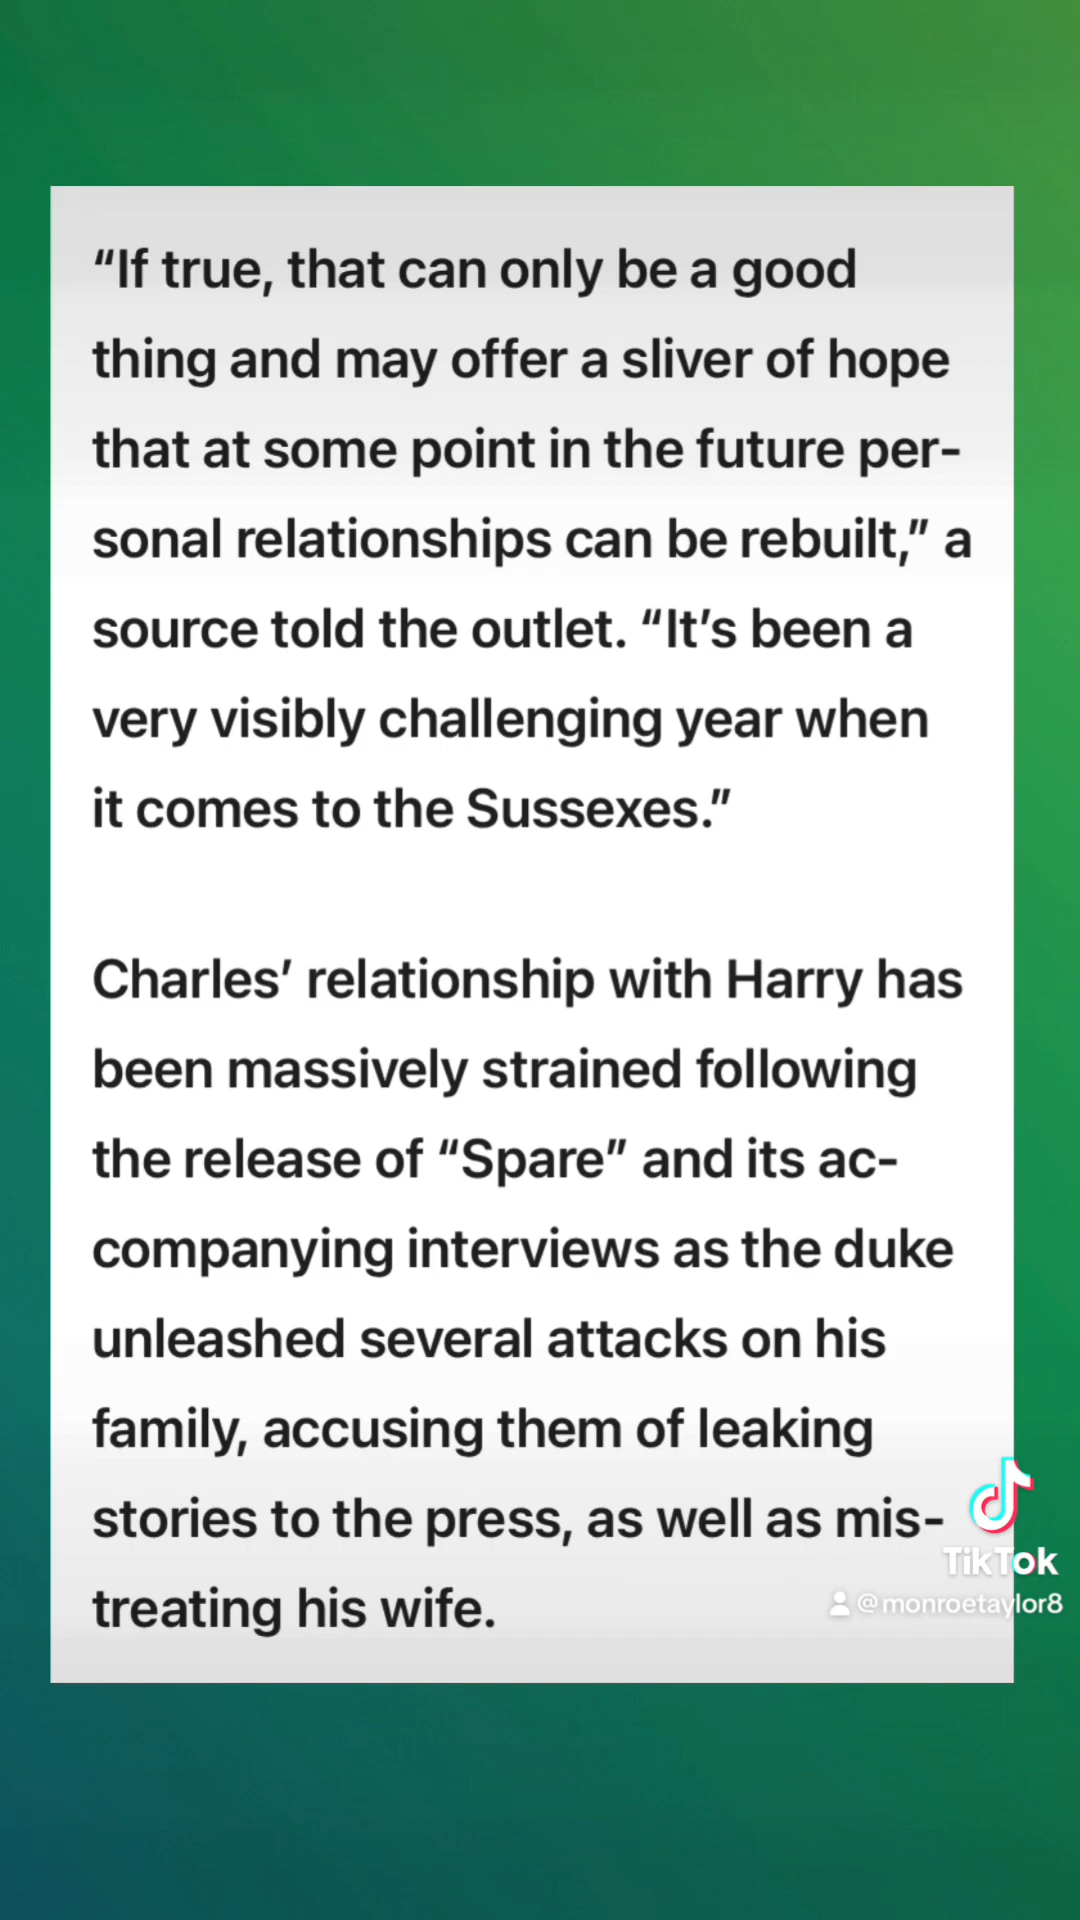 “If true, that can only be a good
thing and may offer a sliver of hope
that at some point in the future per-
sonal relationships can be rebuilt,” a
source told the outlet. “It’s been a
very visibly challenging year when
it comes to the Sussexes.”
Charles’ relationship with Harry has
been massively strained following
the release of “Spare” and its ac-
companying interviews as the duke
unleashed several attacks on his
family, accusing them of leaking
stories to the press, as well as mis-
treating his wife.
TikTok
@monroetaylor8